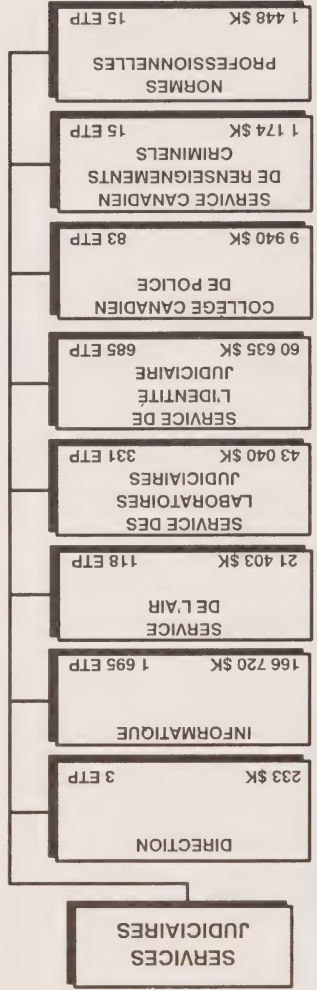 SERVICES
JUDICIAIRES
DIRECTION
233 $K 3 ETP
INFORMATIQUE
166 720 $K 1 695 ETP
SERVICE
DE L'AIR
21 403 $K 118 ETP
SERVICE DES
LABORATOIRES
JUDICIAIRES
43 040 $K 331 ETP
SERVICE DE
L'IDENTITÉ
JUDICIAIRE
60 635 $K 685 ETP
COLLÈGE CANADIEN
DE POLICE
9 940 $K 83 ETP
SERVICE CANADIEN
DE RENSEIGNEMENTS
CRIMINELS
1 174 $K 15 ETP
NORMES
PROFESSIONNELLES
1 448 $K 15 ETP